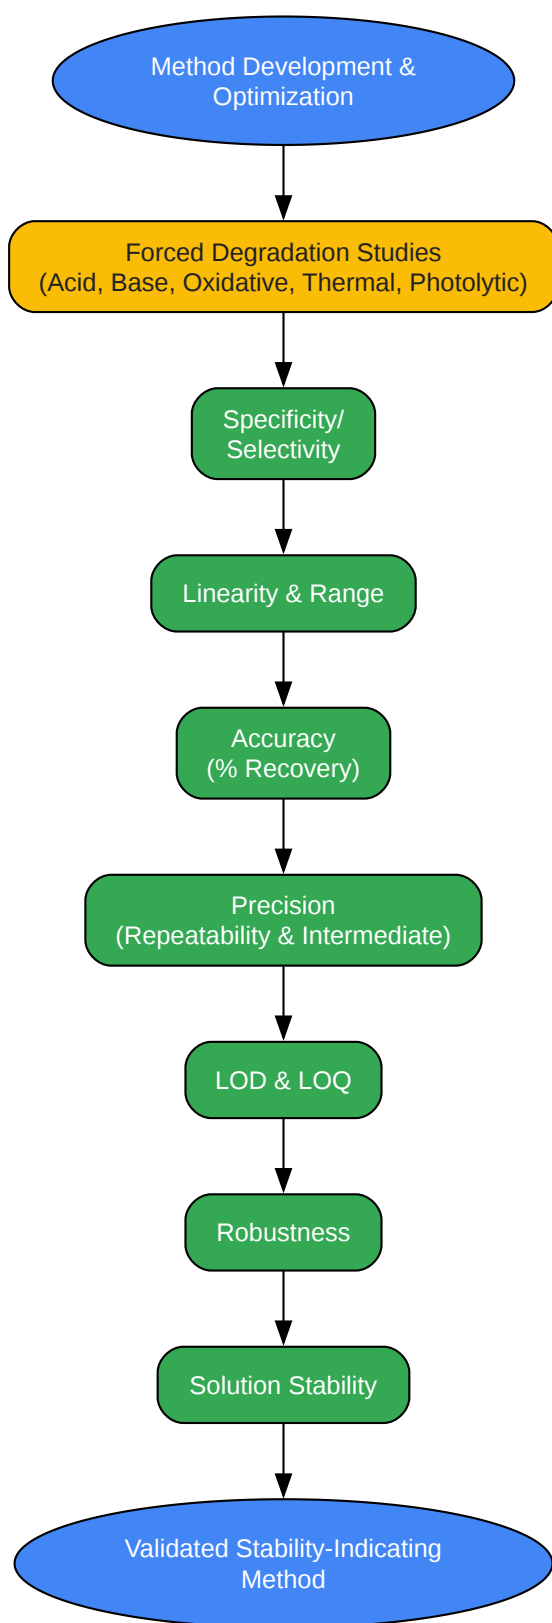 Method Development &
Optimization
Forced Degradation Studies
(Acid, Base, Oxidative, Thermal, Photolytic)
Specificity/
Selectivity
Linearity & Range
Accuracy
(% Recovery)
Precision
(Repeatability & Intermediate)
LOD & LOQ
Robustness
Solution Stability
Validated Stability-Indicating
Method